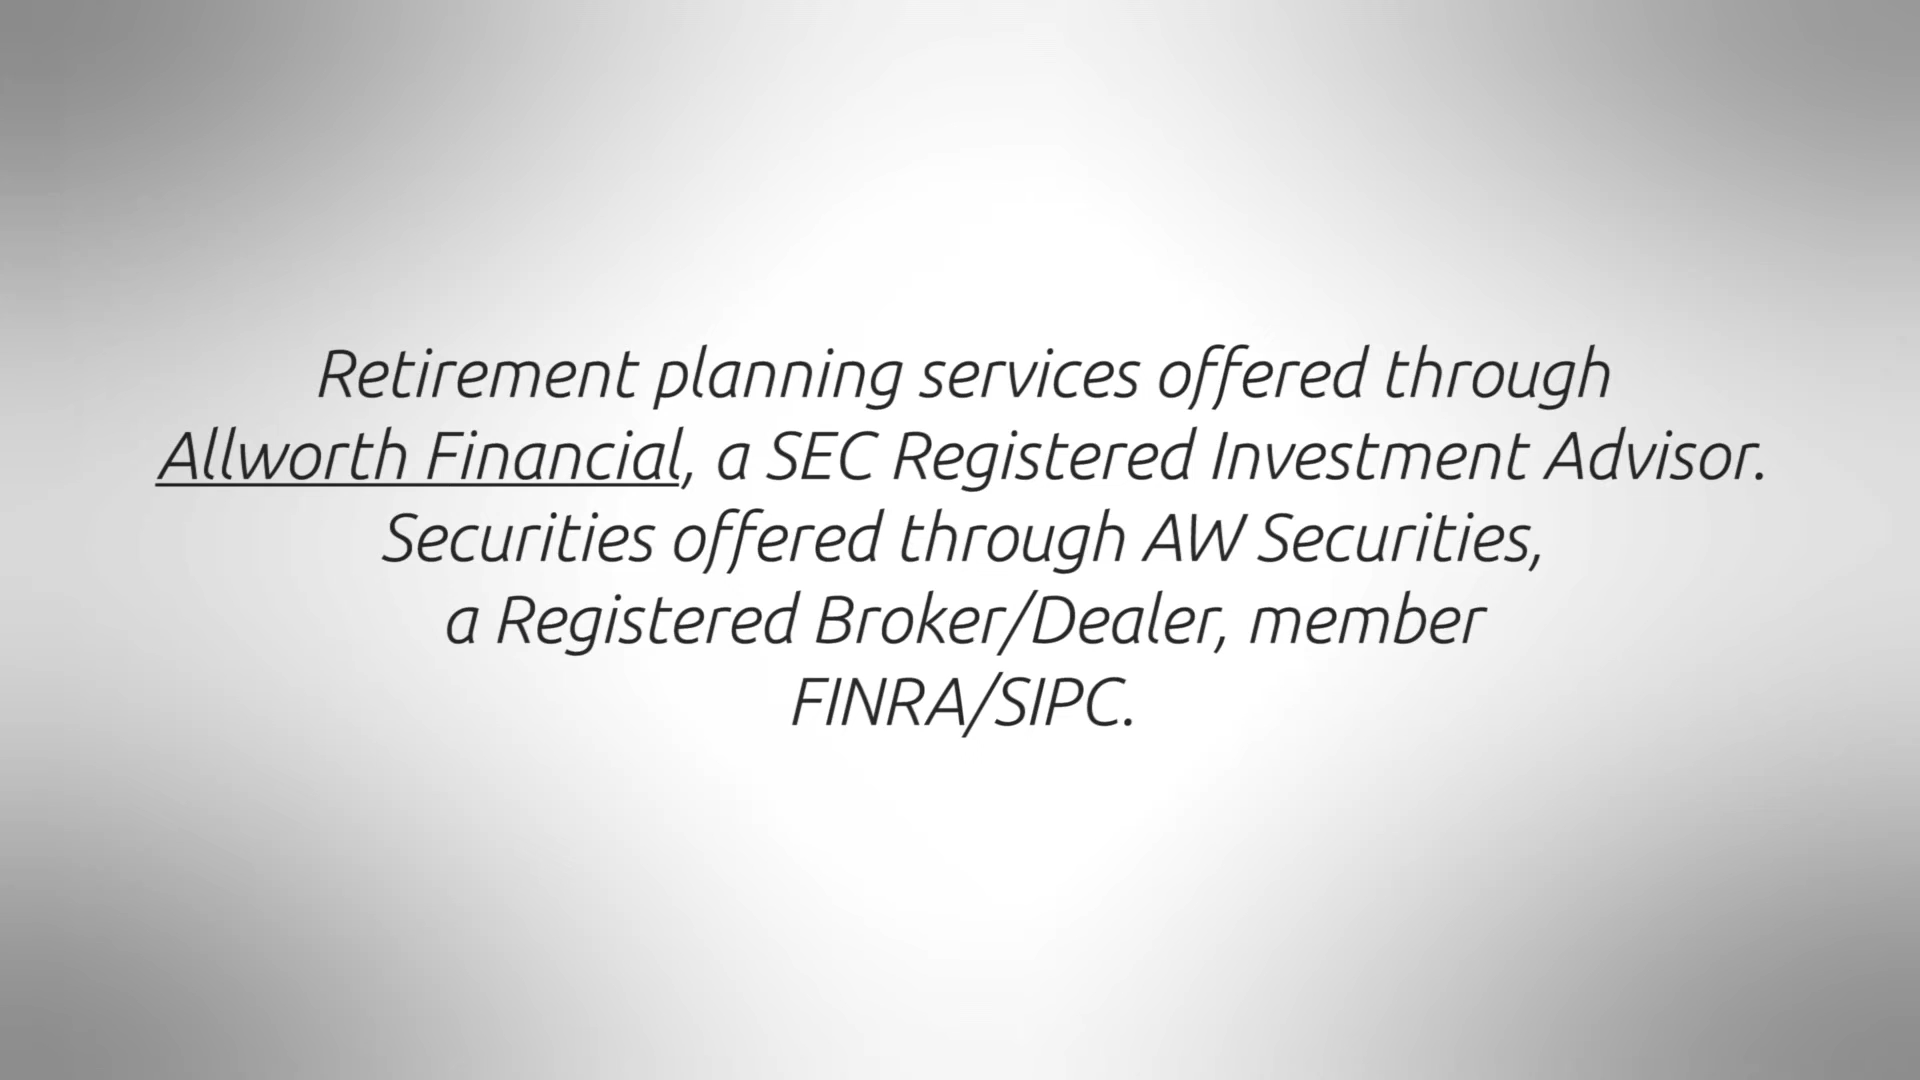 Retirement planning services offered through
Allworth Financial, a SEC Registered Investment Advisor.
Securities offered through AW Securities,
a Registered Broker/Dealer, member
FINRA/SIPC.